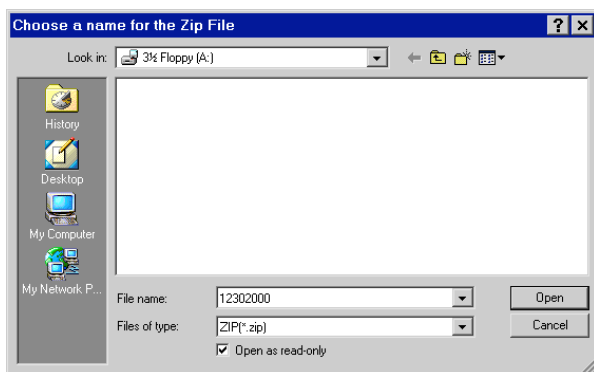 Choose a name for the Zip File
Look in: 3½ Floppy (A:)
History
Desktop
My Computer
My Network P...
File name: 12302000 Open
Files of type: ZIP(*.zip) Cancel
Open as read-only